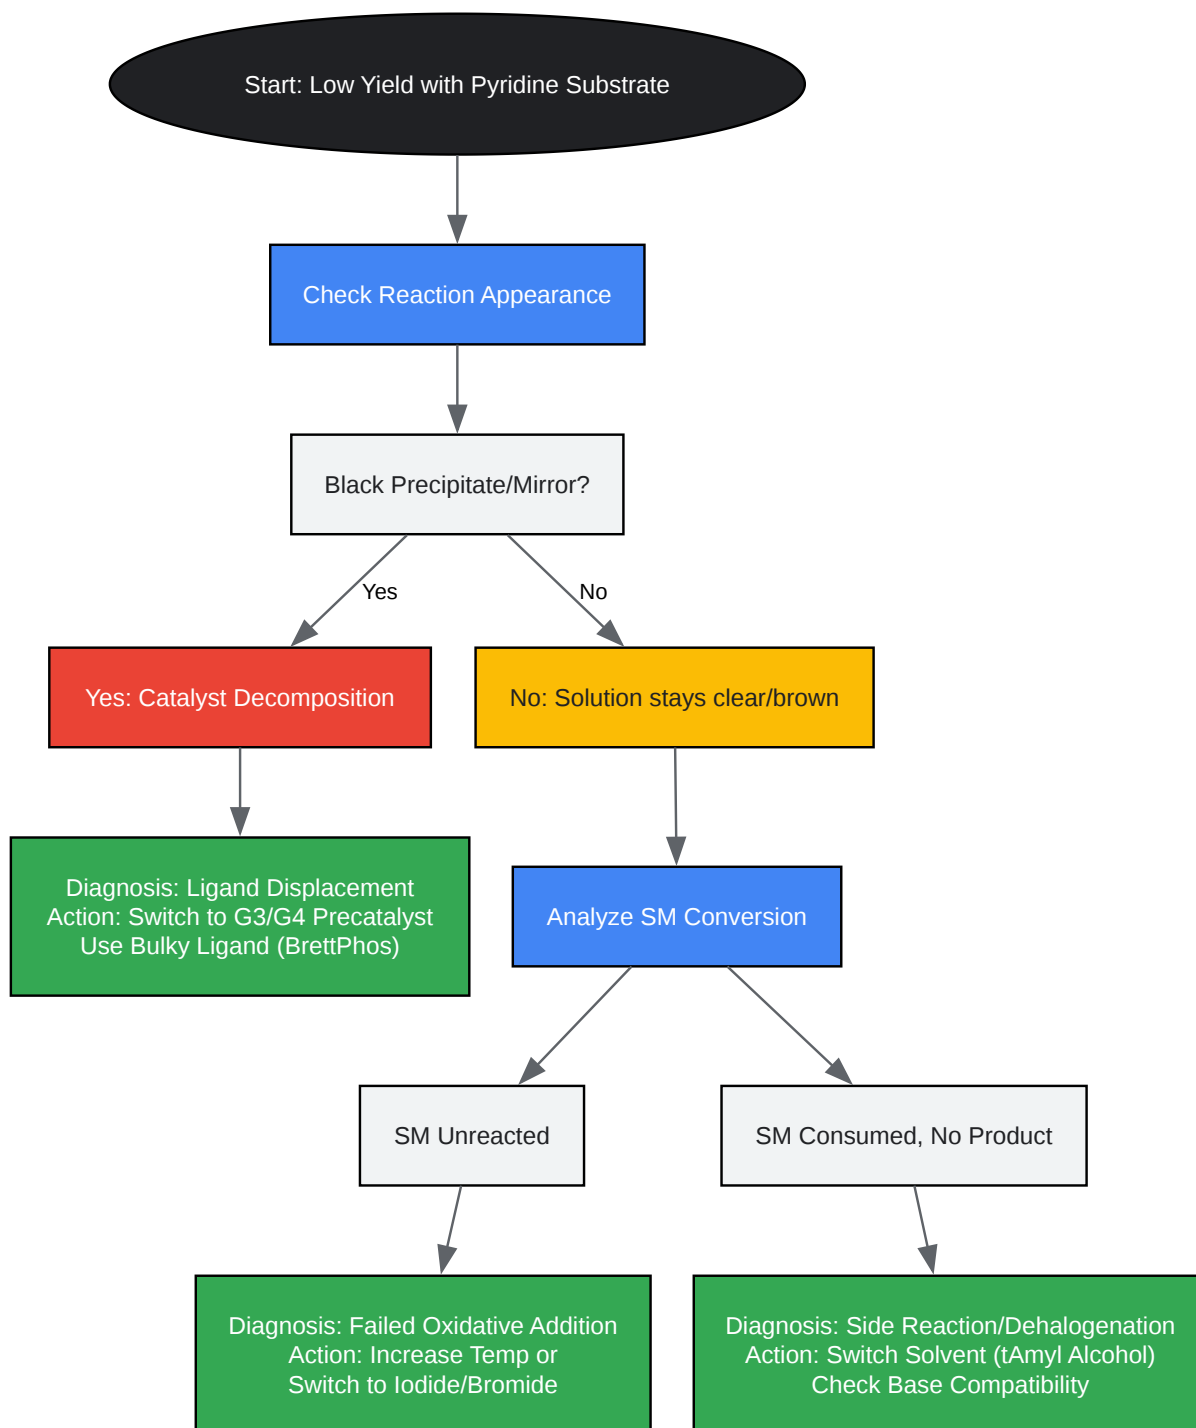 Start: Low Yield with Pyridine Substrate
Check Reaction Appearance
Black Precipitate/Mirror?
Yes
No
Yes: Catalyst Decomposition
No: Solution stays clear/brown
Diagnosis: Ligand Displacement
Action: Switch to G3/G4 Precatalyst
Use Bulky Ligand (BrettPhos)
Analyze SM Conversion
SM Unreacted
SM Consumed, No Product
Diagnosis: Failed Oxidative Addition
Action: Increase Temp or
Switch to Iodide/Bromide
Diagnosis: Side Reaction/Dehalogenation
Action: Switch Solvent (tAmyl Alcohol)
Check Base Compatibility